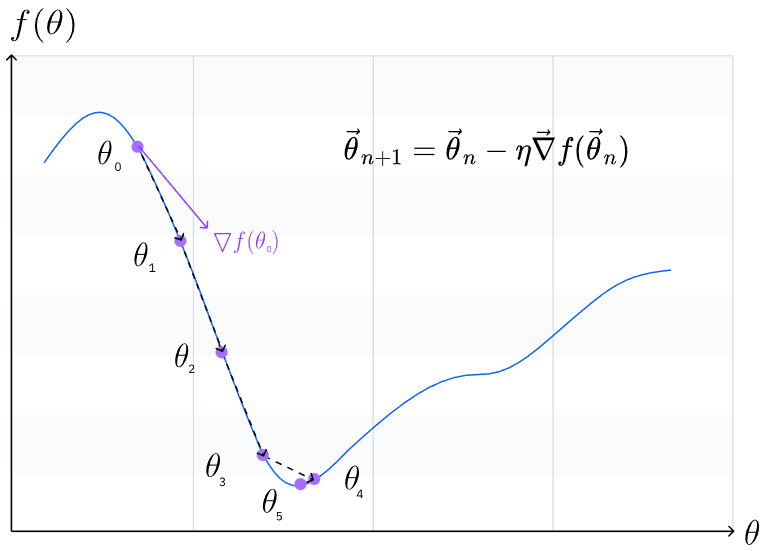 f(θ)
θ⃗ₙ₊₁ = θ⃗ₙ − η∇⃗f(θ⃗ₙ)
θ₀
∇f(θ₀)
θ₁
θ₂
θ₃
θ₄
θ₅
θ